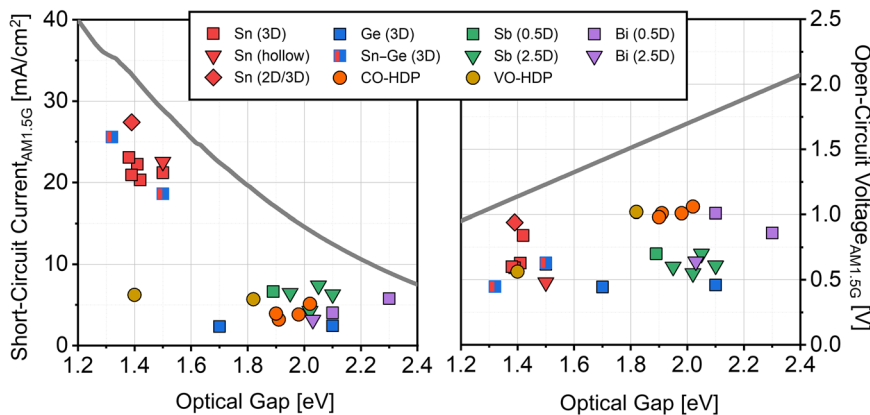 Sn (3D)
Ge (3D)
Sb (0.5D)
Bi (0.5D)
Sn (hollow)
Sn–Ge (3D)
Sb (2.5D)
Bi (2.5D)
Sn (2D/3D)
CO-HDP
VO-HDP
Short-Circuit Current AM1.5G [mA/cm²]
40
30
20
10
0
1.2 1.4 1.6 1.8 2.0 2.2 2.4
Optical Gap [eV]
1.2 1.4 1.6 1.8 2.0 2.2 2.4
Optical Gap [eV]
2.5
2.0
1.5
1.0
0.5
0.0
Open-Circuit Voltage AM1.5G [V]